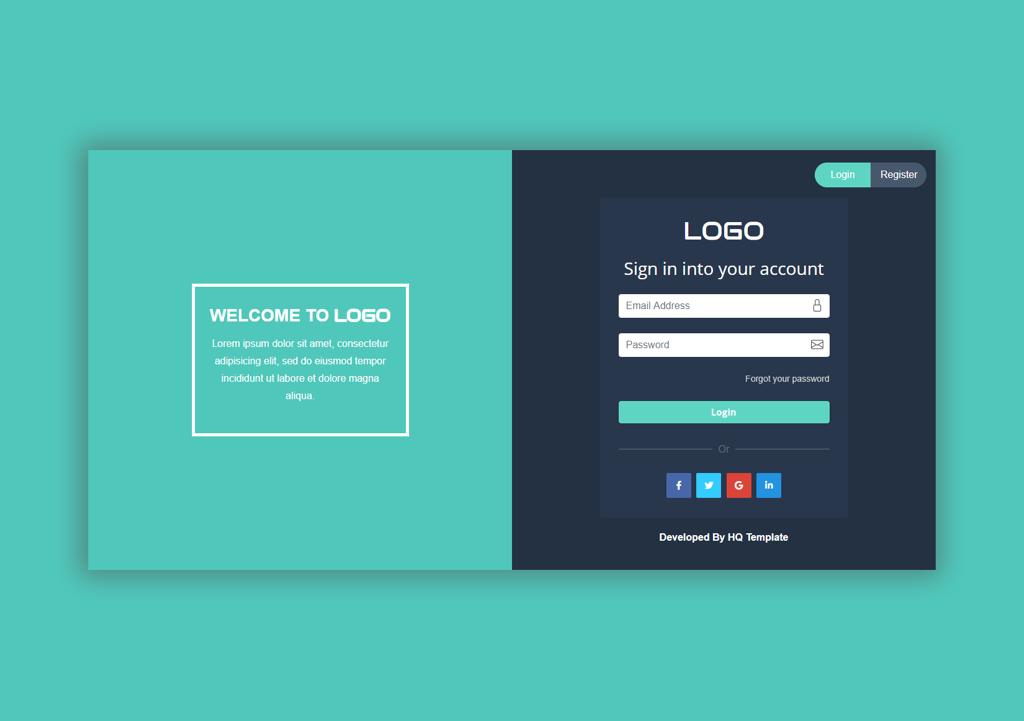 Login
Register
WELCOME TO LOGO
Lorem ipsum dolor sit amet, consectetur
adipisicing elit, sed do eiusmod tempor
incididunt ut labore et dolore magna
aliqua.
LOGO
Sign in into your account
Email Address
Password
Forgot your password
Login
Or
f
G
in
Developed By HQ Template